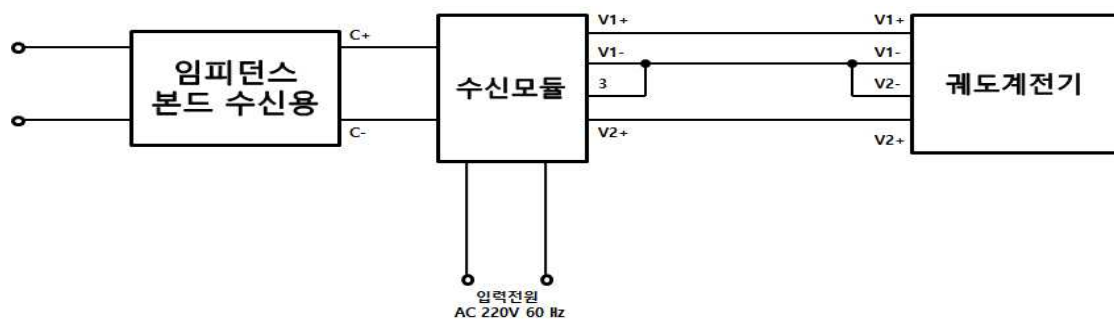 임피던스
본드 수신용
C+
C-
수신모듈
V1+
V1-
3
V2+
V1+
V1-
V2-
V2+
궤도계전기
입력전원
AC 220V 60 Hz